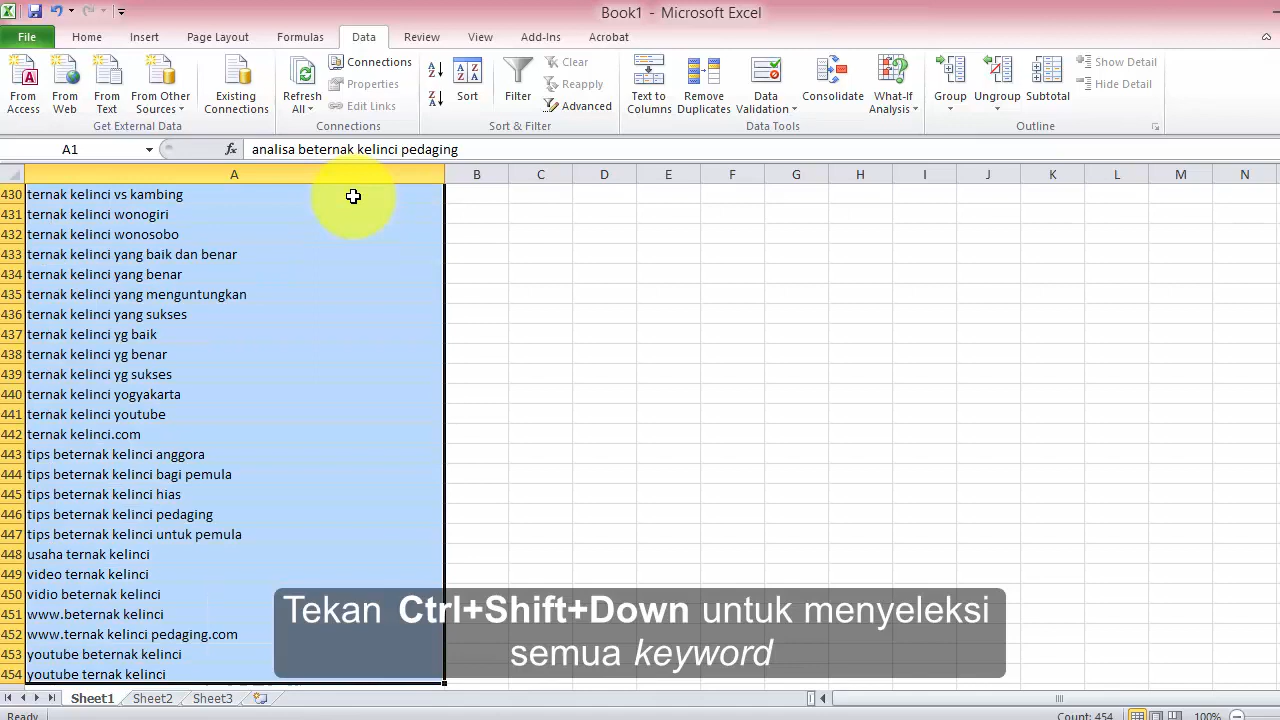 Book1 - Microsoft Excel
File Home Insert Page Layout Formulas Data Review View Add-Ins Acrobat
From Access
From Web
From Text
From Other Sources
Existing Connections
Get External Data
Refresh All
Connections
Properties
Edit Links
Connections
Sort
Filter
Clear
Reapply
Advanced
Sort & Filter
Text to Columns
Remove Duplicates
Data Validation
Consolidate
What-If Analysis
Data Tools
Group
Ungroup
Subtotal
Show Detail
Hide Detail
Outline
A1 fx analisa beternak kelinci pedaging
A B C D E F G H I J K L M N
430 ternak kelinci vs kambing
431 ternak kelinci wonogiri
432 ternak kelinci wonosobo
433 ternak kelinci yang baik dan benar
434 ternak kelinci yang benar
435 ternak kelinci yang menguntungkan
436 ternak kelinci yang sukses
437 ternak kelinci yg baik
438 ternak kelinci yg benar
439 ternak kelinci yg sukses
440 ternak kelinci yogyakarta
441 ternak kelinci youtube
442 ternak kelinci.com
443 tips beternak kelinci anggora
444 tips beternak kelinci bagi pemula
445 tips beternak kelinci hias
446 tips beternak kelinci pedaging
447 tips beternak kelinci untuk pemula
448 usaha ternak kelinci
449 video ternak kelinci
450 vidio beternak kelinci
451 www.beternak kelinci
452 www.ternak kelinci pedaging.com
453 youtube beternak kelinci
454 youtube ternak kelinci
Tekan Ctrl+Shift+Down untuk menyeleksi
semua keyword
Sheet1 Sheet2 Sheet3
Ready Count: 454 100%